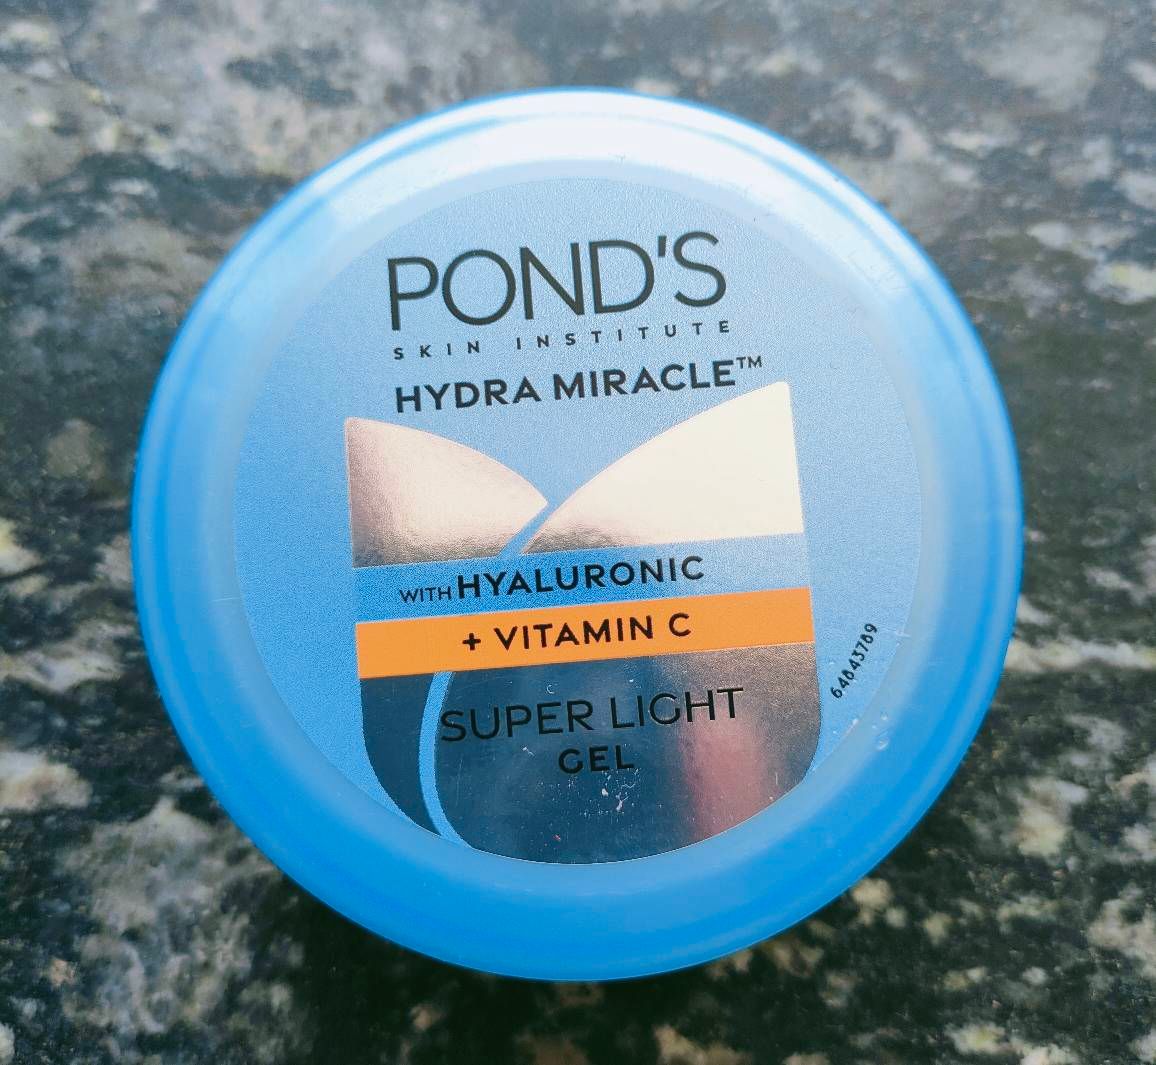 POND'S
SKIN INSTITUTE
HYDRA MIRACLE™
WITH HYALURONIC
+ VITAMIN C
SUPER LIGHT
GEL
64643789